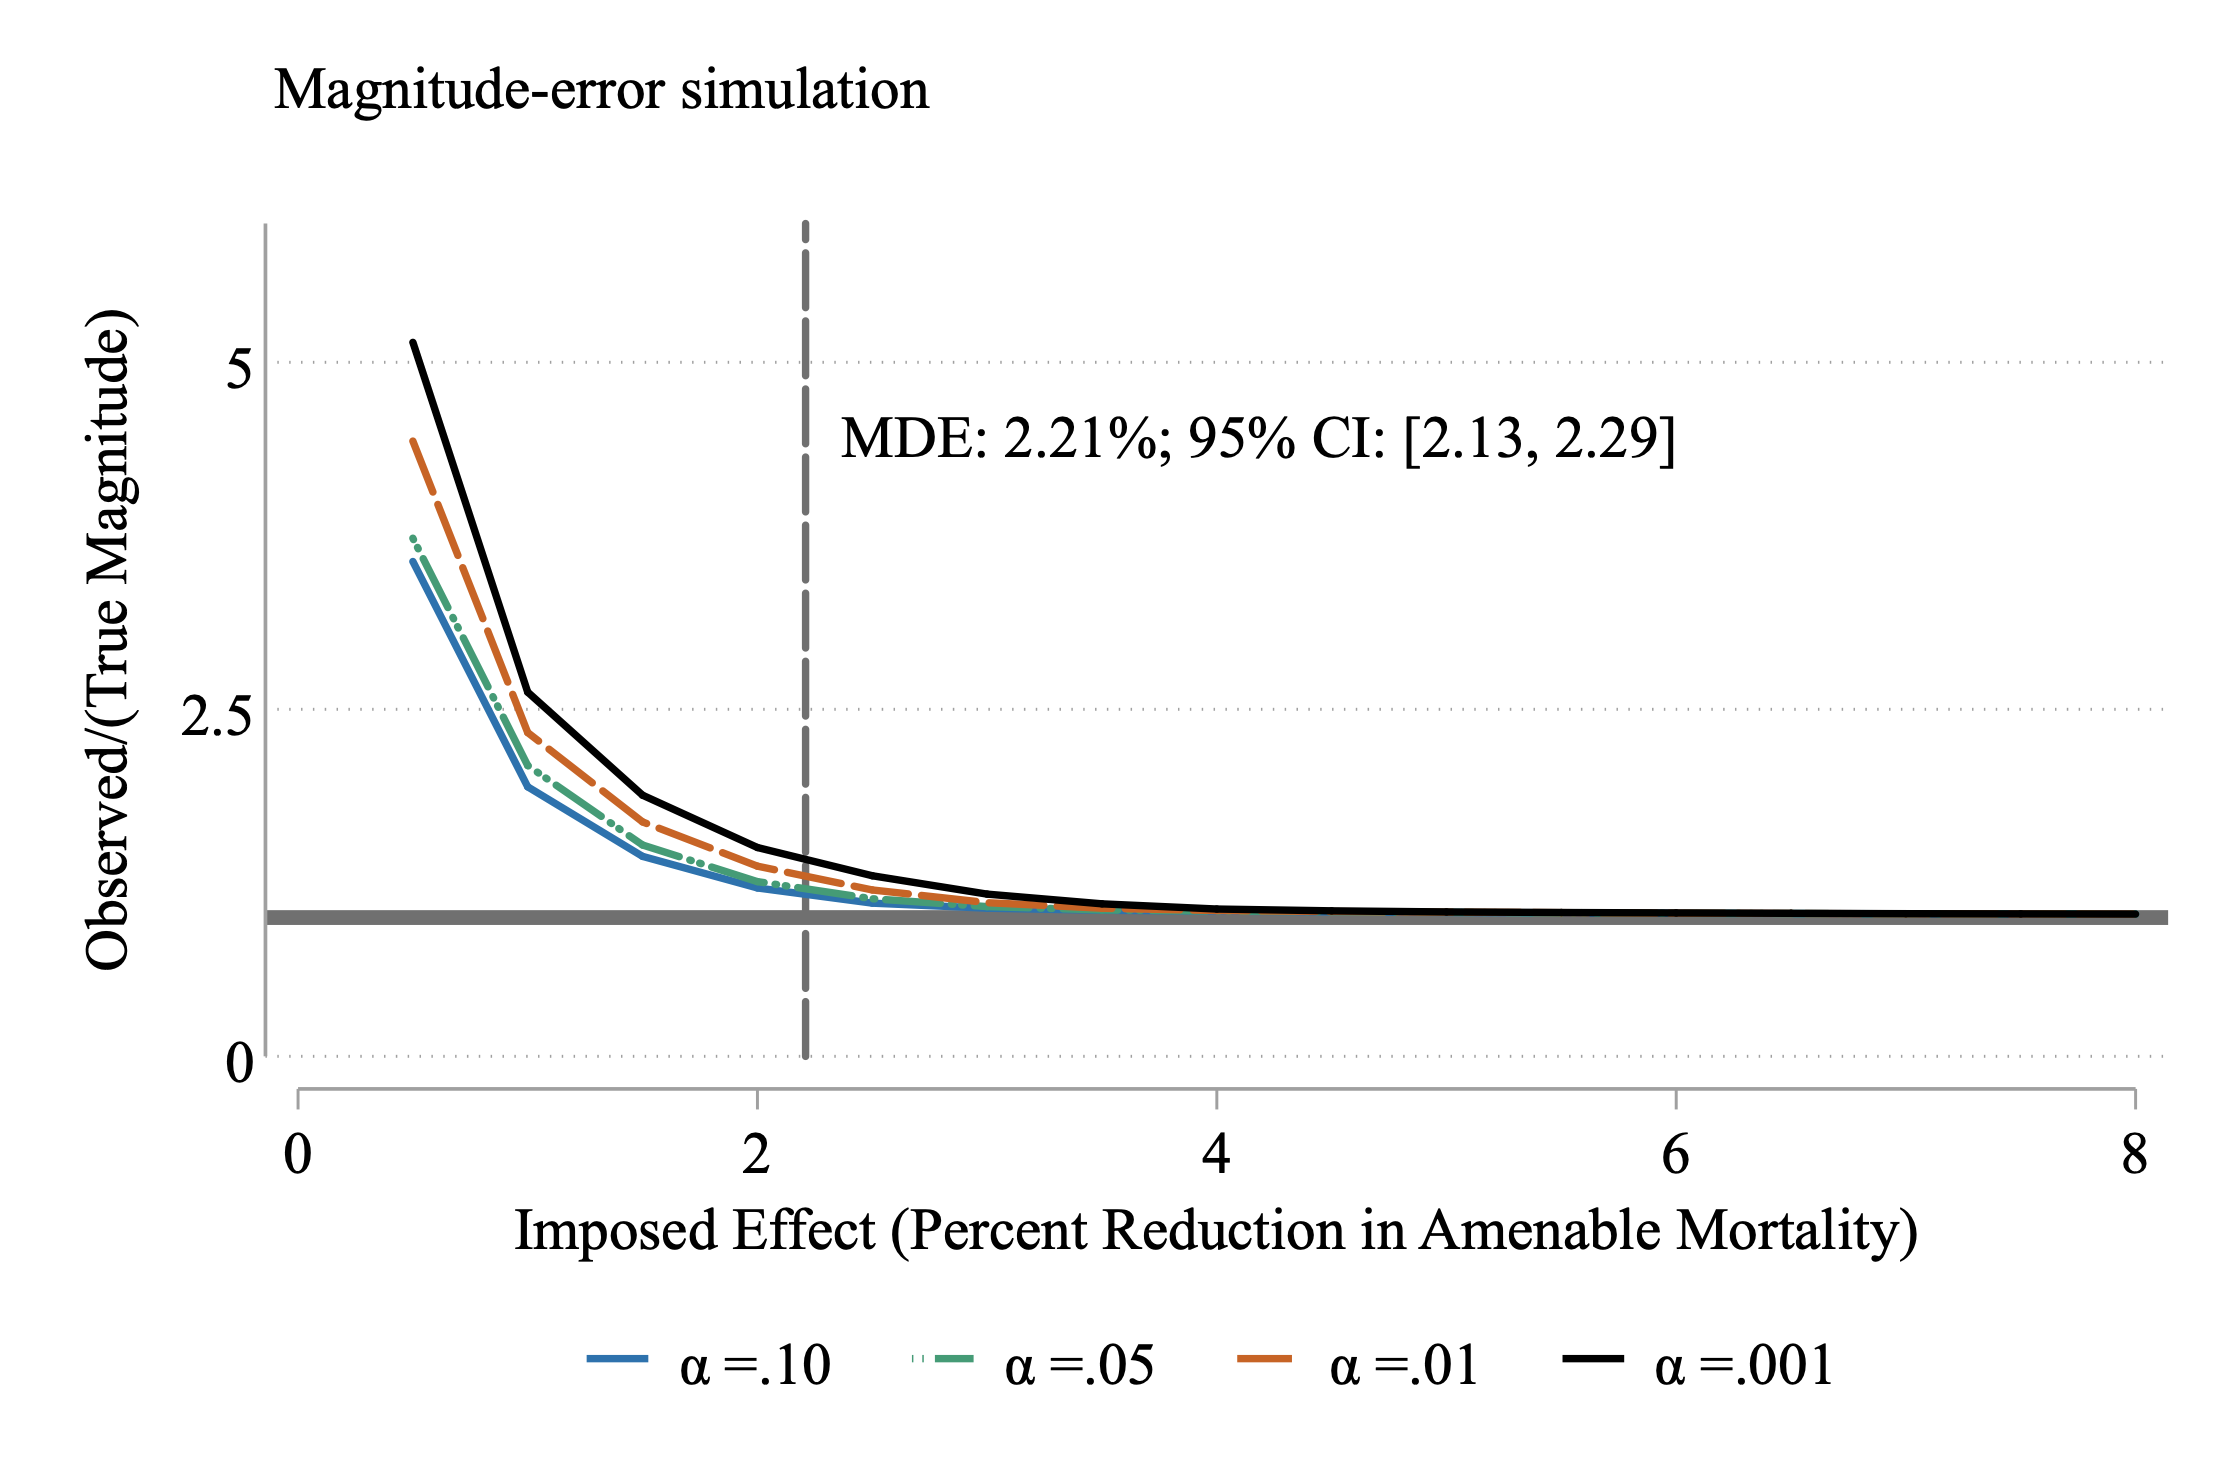 Magnitude-error simulation
Observed/(True Magnitude)
5
2.5
0
MDE: 2.21%; 95% CI: [2.13, 2.29]
0 2 4 6 8
Imposed Effect (Percent Reduction in Amenable Mortality)
α =.10 α =.05 α =.01 α =.001